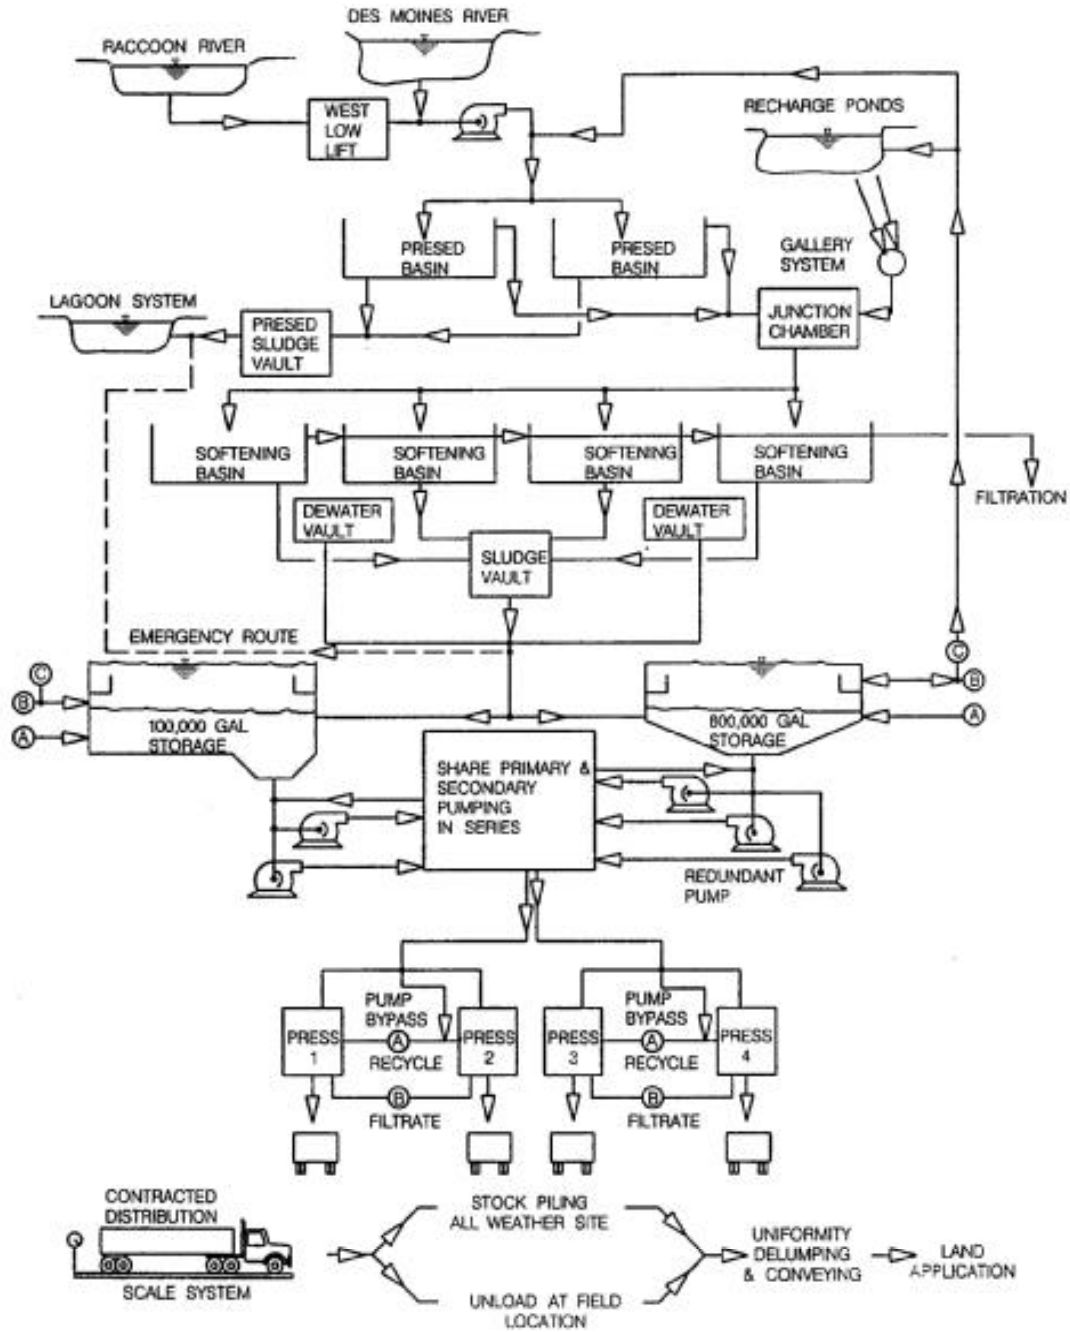 DES MOINES RIVER
RACCOON RIVER
WEST
LOW
LIFT
RECHARGE PONDS
PRESED
BASIN
PRESED
BASIN
GALLERY
SYSTEM
LAGOON SYSTEM
PRESED
SLUDGE
VAULT
JUNCTION
CHAMBER
SOFTENING
BASIN
SOFTENING
BASIN
SOFTENING
BASIN
SOFTENING
BASIN
FILTRATION
DEWATER
VAULT
DEWATER
VAULT
SLUDGE
VAULT
EMERGENCY ROUTE
C
B
A
100,000 GAL
STORAGE
800,000 GAL
STORAGE
C
B
A
SHARE PRIMARY &
SECONDARY
PUMPING
IN SERIES
REDUNDANT
PUMP
PRESS
1
PUMP
BYPASS
A
RECYCLE
PRESS
2
B
FILTRATE
PRESS
3
PUMP
BYPASS
A
RECYCLE
PRESS
4
B
FILTRATE
CONTRACTED
DISTRIBUTION
SCALE SYSTEM
STOCK PILING
ALL WEATHER SITE
UNLOAD AT FIELD
LOCATION
UNIFORMITY
DELUMPING
& CONVEYING
LAND
APPLICATION